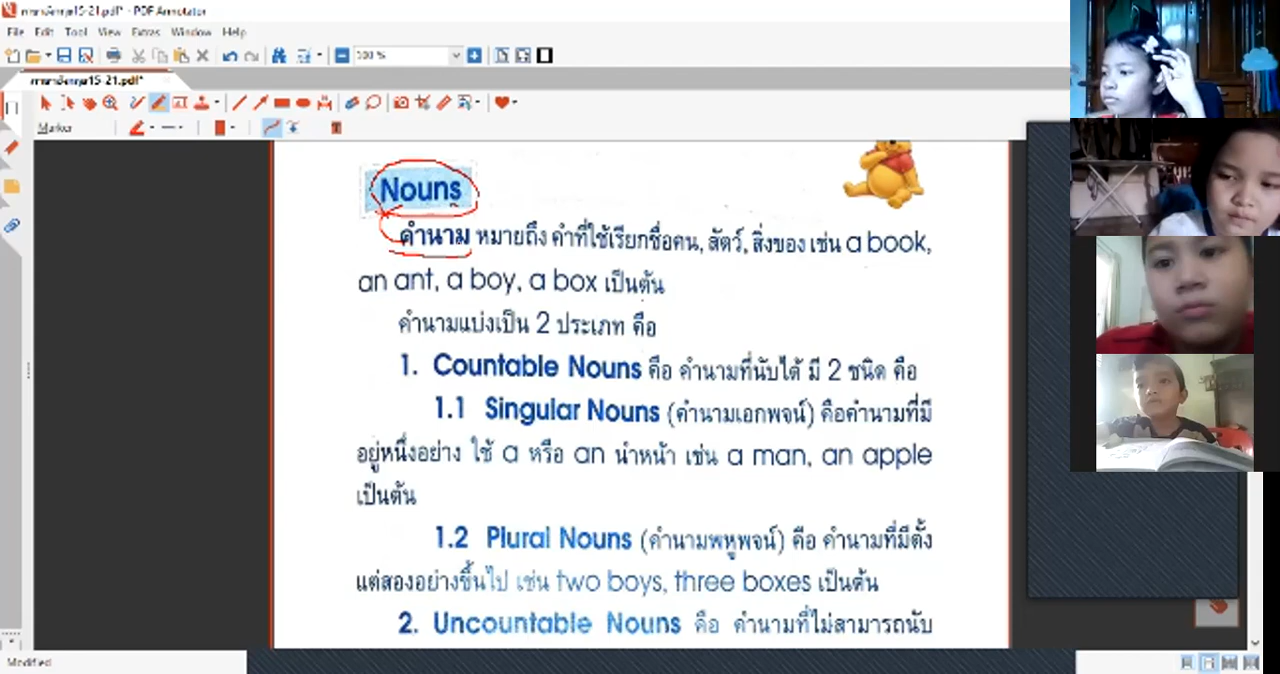 PDF Annotator
File Edit Tool View Extras Window Help
100 %
Marker
Nouns
คำนาม หมายถึง คำที่ใช้เรียกชื่อคน, สัตว์, สิ่งของ เช่น a book,
an ant, a boy, a box เป็นต้น
คำนามแบ่งเป็น 2 ประเภท คือ
1. Countable Nouns คือ คำนามที่นับได้ มี 2 ชนิด คือ
1.1 Singular Nouns (คำนามเอกพจน์) คือคำนามที่มี
อยู่หนึ่งอย่าง ใช้ a หรือ an นำหน้า เช่น a man, an apple
เป็นต้น
1.2 Plural Nouns (คำนามพหูพจน์) คือ คำนามที่มีตั้ง
แต่สองอย่างขึ้นไป เช่น two boys, three boxes เป็นต้น
2. Uncountable Nouns คือ คำนามที่ไม่สามารถนับ
Modified